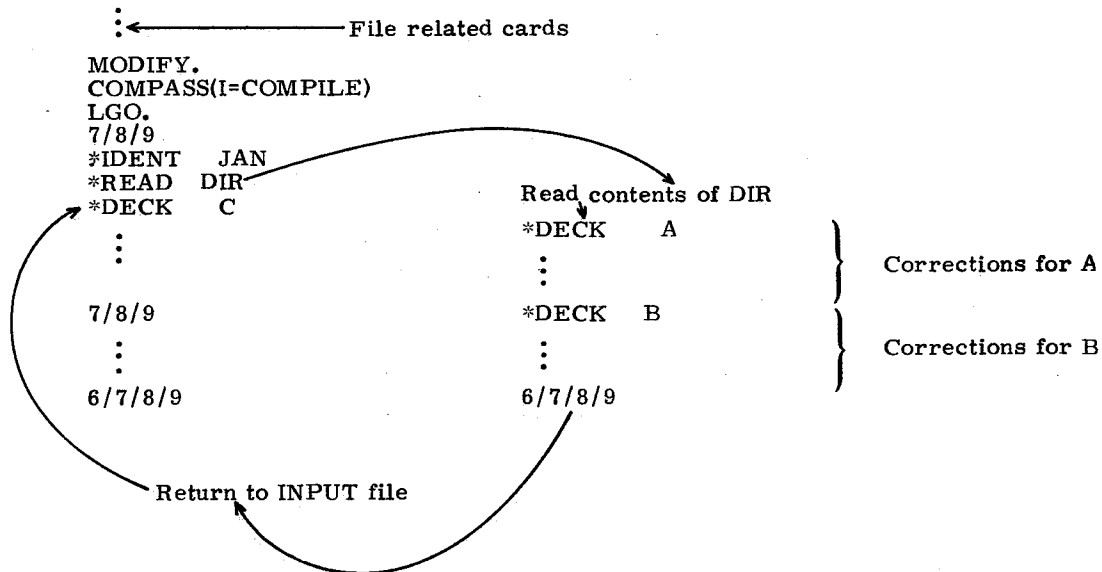 File related cards
MODIFY.
COMPASS(I=COMPILE)
LGO.
7/8/9
*IDENT JAN
*READ DIR
*DECK C
7/8/9
6/7/8/9
Read contents of DIR
*DECK A
Corrections for A
*DECK B
Corrections for B
6/7/8/9
Return to INPUT file